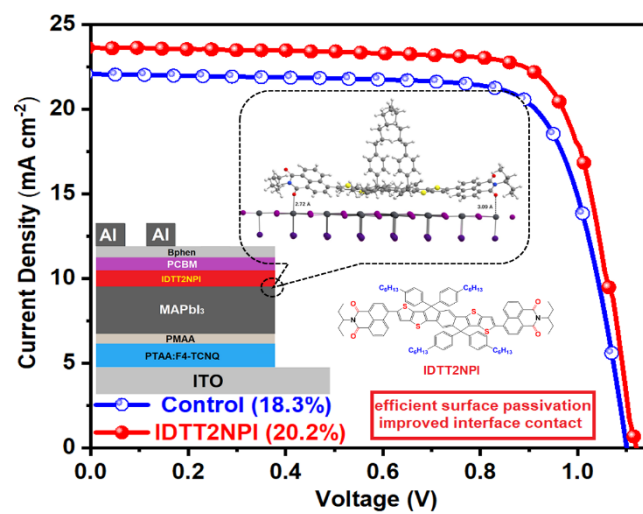 Current Density (mA cm⁻²)
25
20
15
10
5
0
2.72 Å
3.09 Å
Al Al
Bphen
PCBM
IDTT2NPI
MAPbI₃
PMAA
PTAA:F4-TCNQ
ITO
C₆H₁₃ C₆H₁₃
O S S O
N N
O S S O
C₆H₁₃ C₆H₁₃
IDTT2NPI
Control (18.3%)
IDTT2NPI (20.2%)
efficient surface passivation
improved interface contact
0.0 0.2 0.4 0.6 0.8 1.0
Voltage (V)